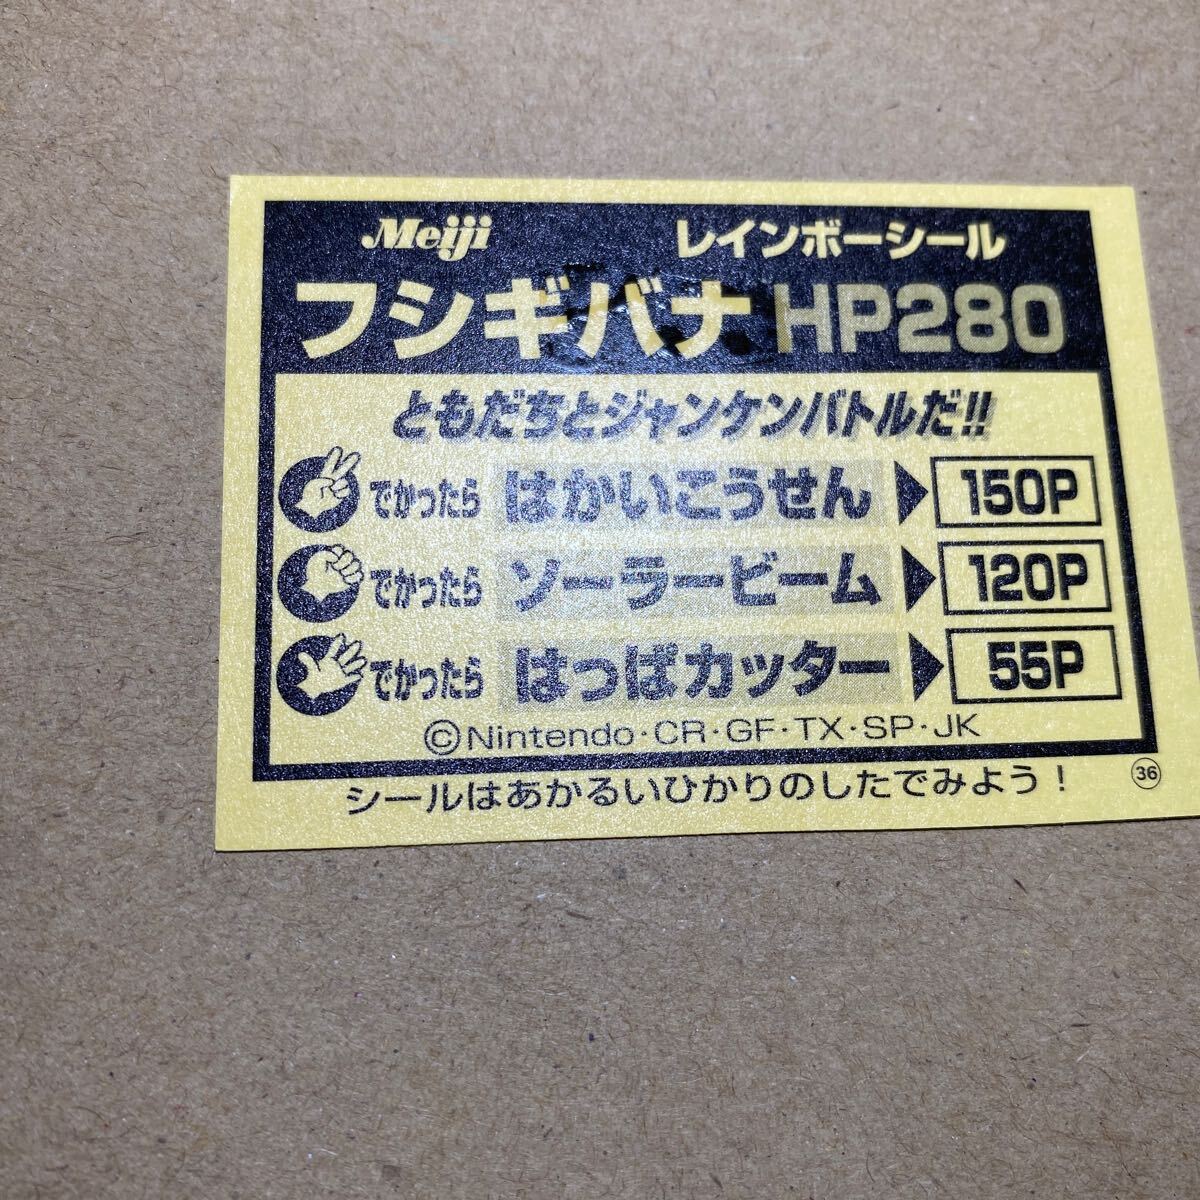 Meiji レインボーシール
フシギバナ HP280
ともだちとジャンケンバトルだ!!
でかったら はかいこうせん 150P
でかったら ソーラービーム 120P
でかったら はっぱカッター 55P
©Nintendo・CR・GF・TX・SP・JK
シールはあかるいひかりのしたでみよう! 36